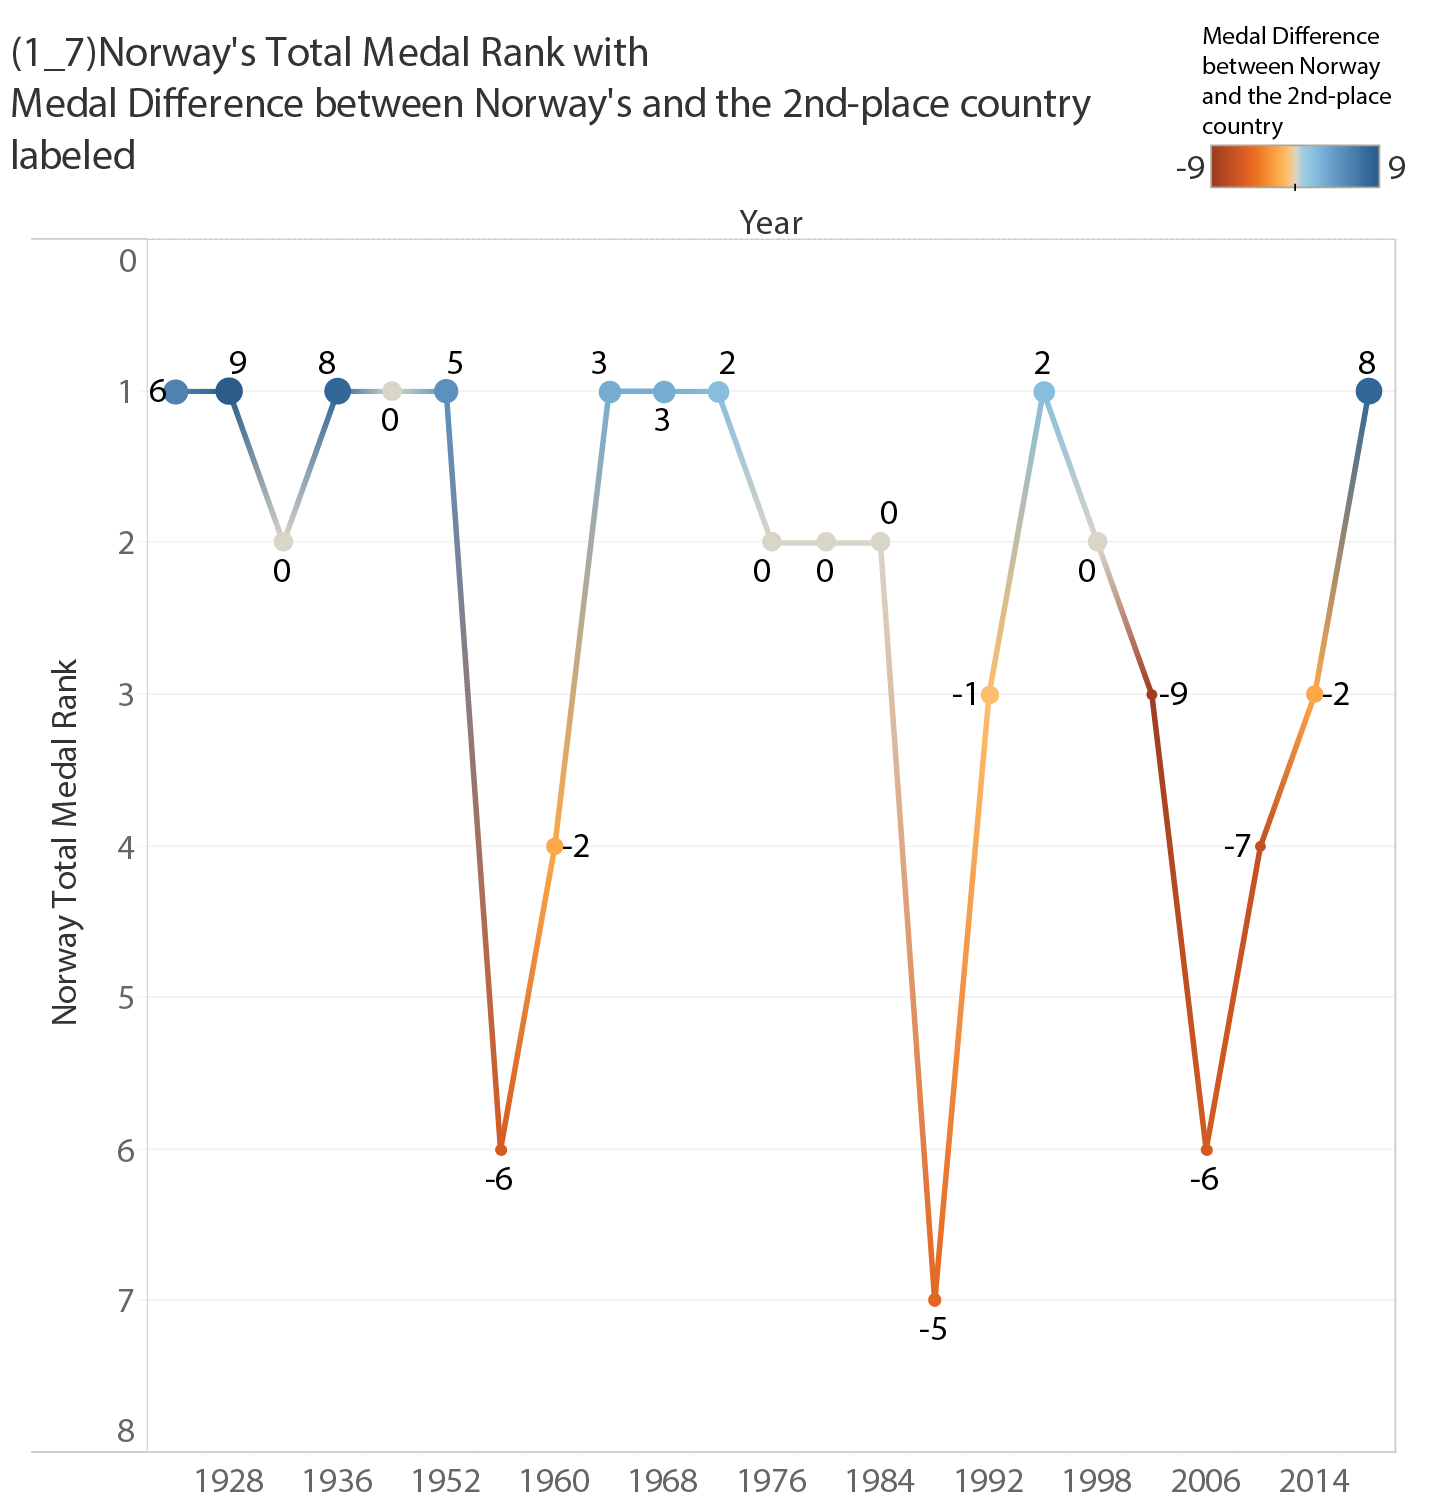 (1_7)Norway's Total Medal Rank with
Medal Difference between Norway's and the 2nd-place country
labeled
Medal Difference
between Norway
and the 2nd-place
country
-9 9
Year
Norway Total Medal Rank
0
6 9 8 5 3 2 2 8
1
0 3
0
2
0 0 0 0
3
-1 -9 -2
4
-2 -7
5
6
-6 -6
7
-5
8
1928 1936 1952 1960 1968 1976 1984 1992 1998 2006 2014